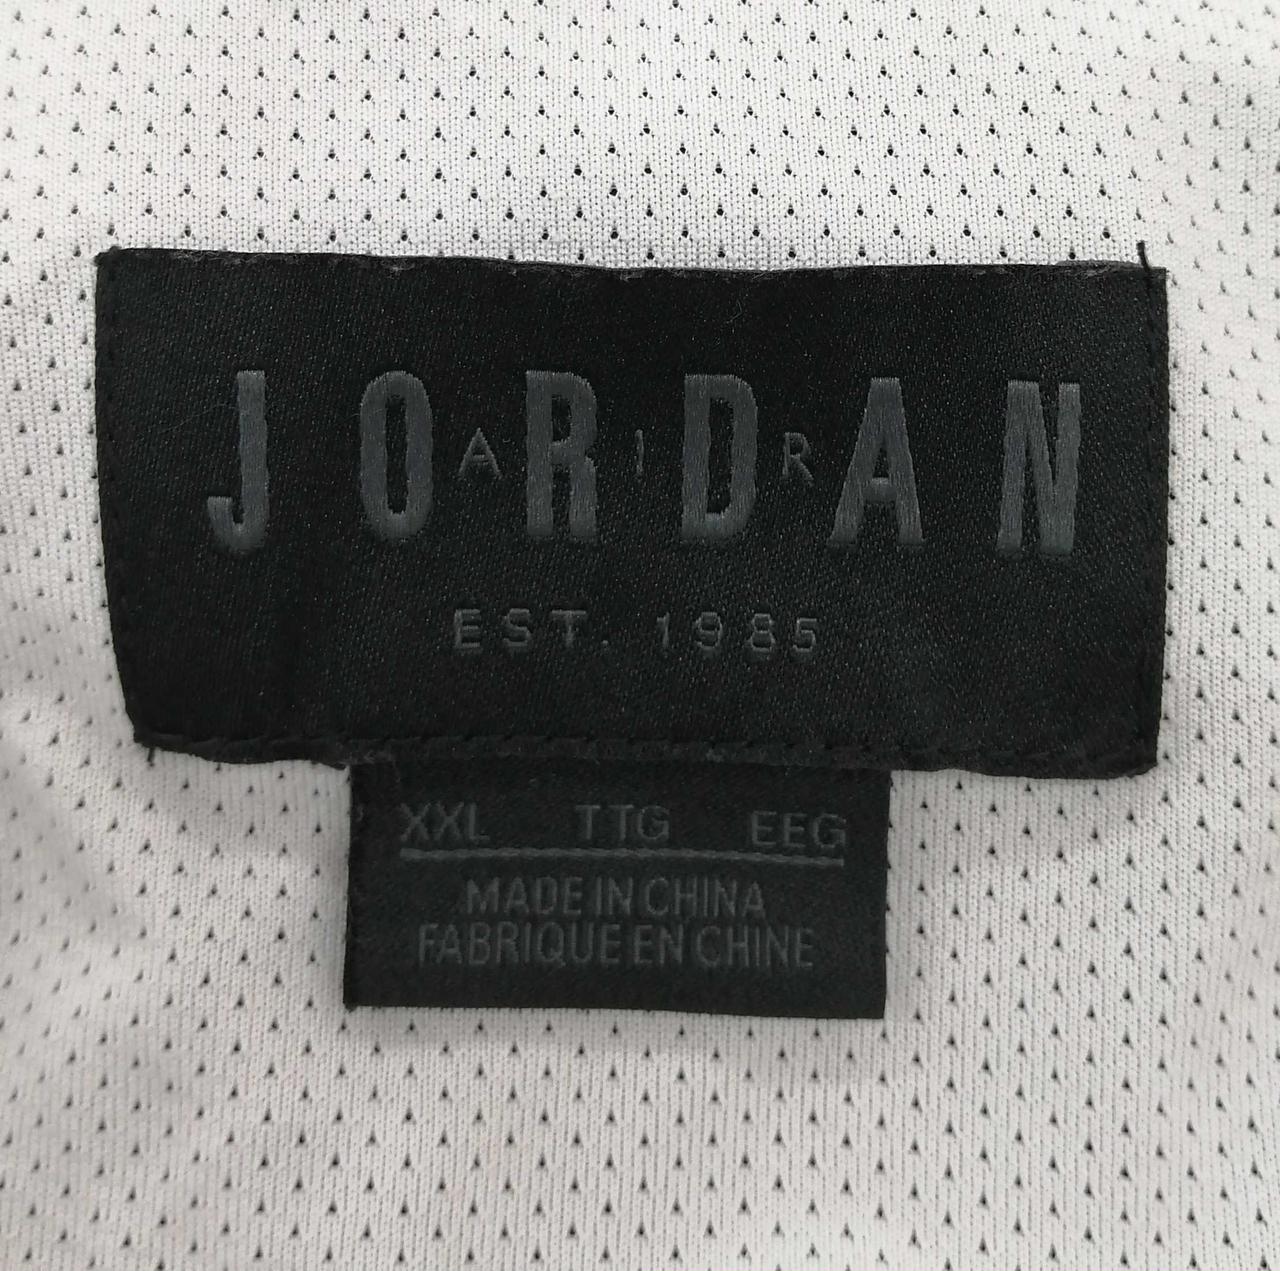 JORDAN
AIR
EST. 1985
XXL TTG EEG
MADE IN CHINA
FABRIQUE EN CHINE